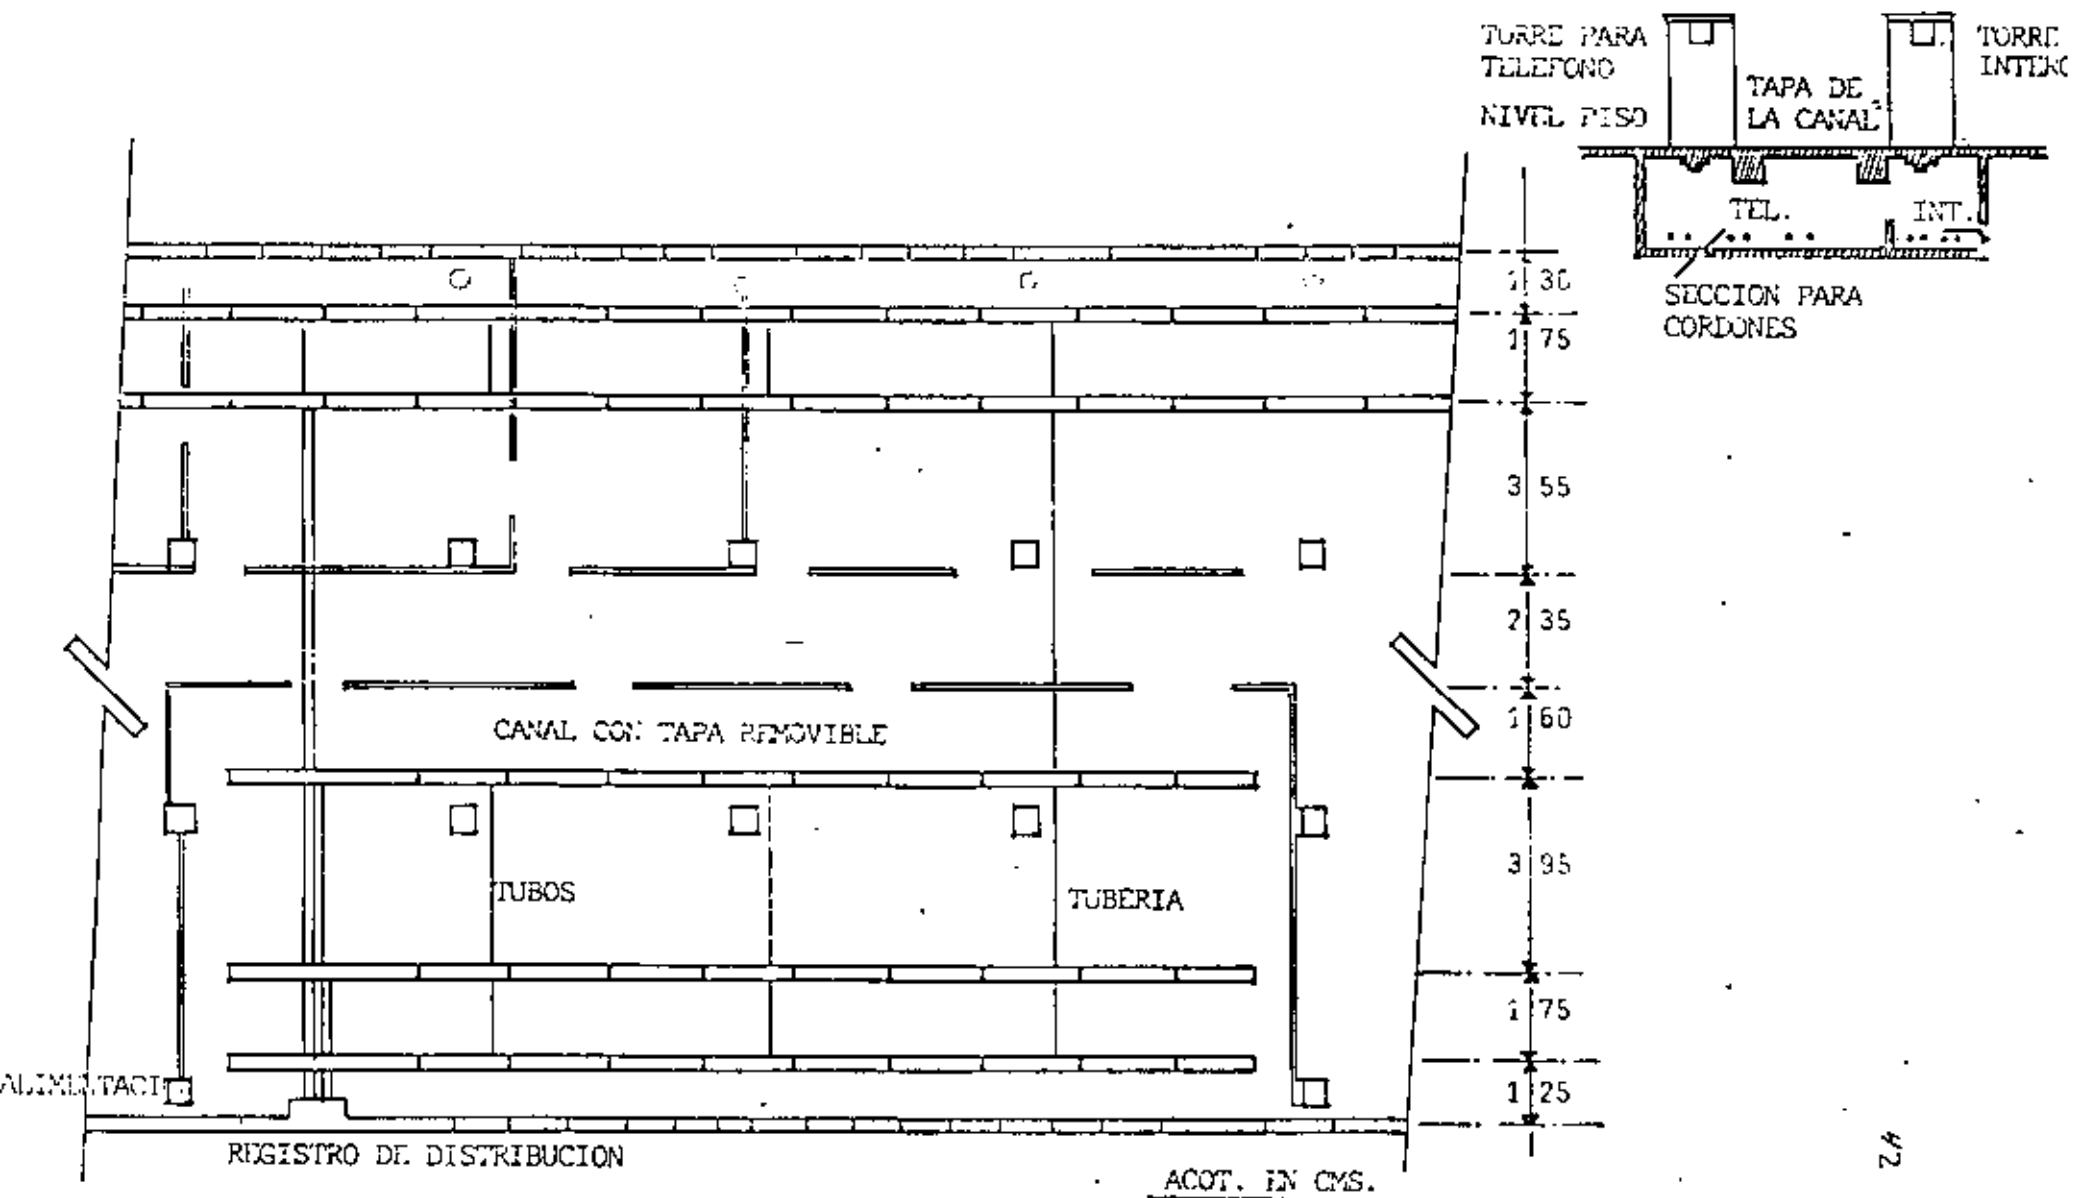 TORRE PARA
TELEFONO
NIVEL PISO
TAPA DE
LA CANAL
TORRE
TEL.
INT.
SECCION PARA
CORDONES
1 30
1 75
3 55
2 35
1 60
3 95
1 75
1 25
CANAL CON TAPA REMOVIBLE
TUBOS
TUBERIA
REGISTRO DE DISTRIBUCION
ACOT. EN CMS.
42